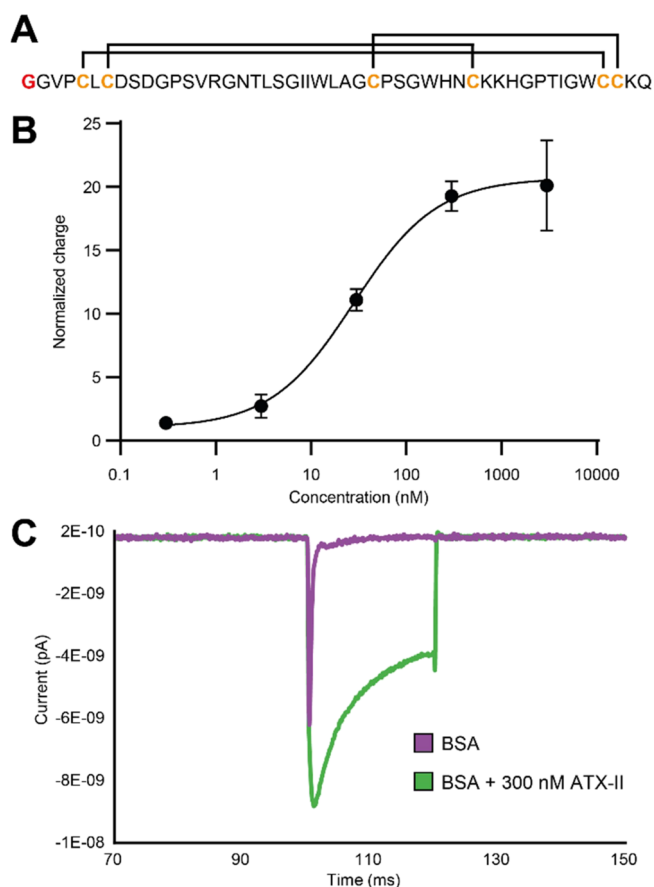 A
GGVPCLCDSDGPSVRGNTLSGIIWLAGCPSGWHNCKKHGPTIGWCCKQ
B
25
20
15
10
5
0
Normalized charge
0.1 1 10 100 1000 10000
Concentration (nM)
C
2E-10
-2E-09
-4E-09
-6E-09
-8E-09
-1E-08
Current (pA)
BSA
BSA + 300 nM ATX-II
70 90 110 130 150
Time (ms)